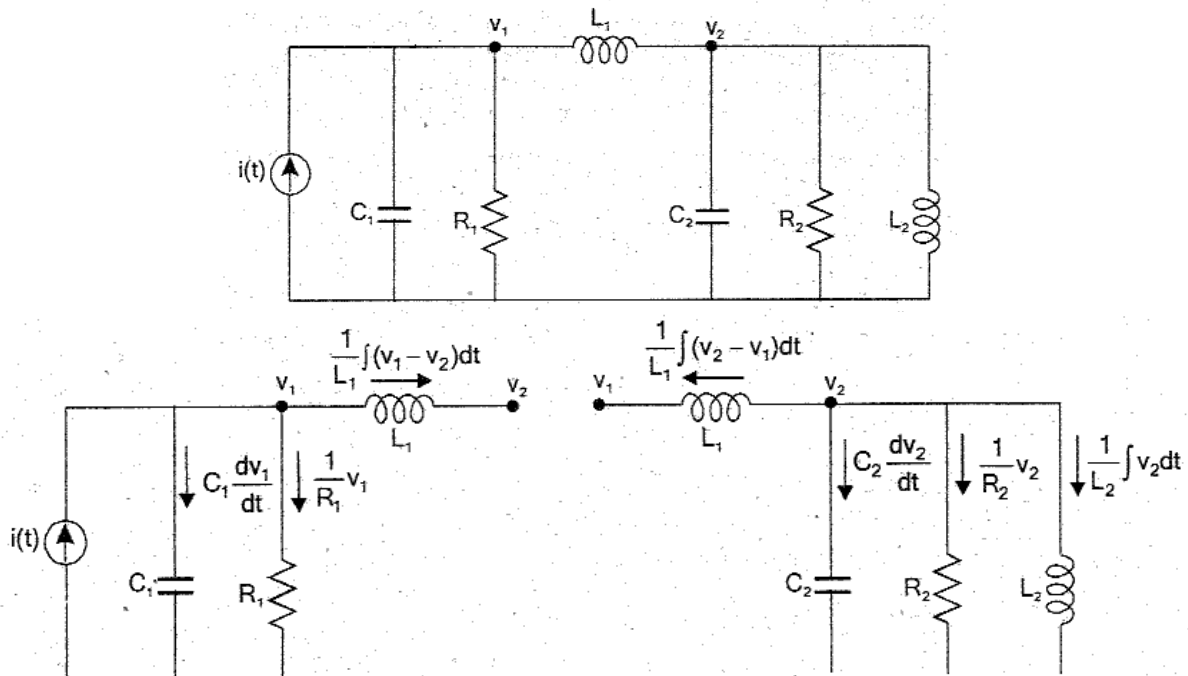 v₁
L₁
v₂
i(t)
C₁
R₁
C₂
R₂
L₂
1/L₁ ∫(v₁ – v₂)dt
v₁
v₂
L₁
C₁ dv₁/dt
1/R₁ v₁
i(t)
C₁
R₁
1/L₁ ∫(v₂ – v₁)dt
v₁
v₂
L₁
C₂ dv₂/dt
1/R₂ v₂
1/L₂ ∫ v₂dt
C₂
R₂
L₂